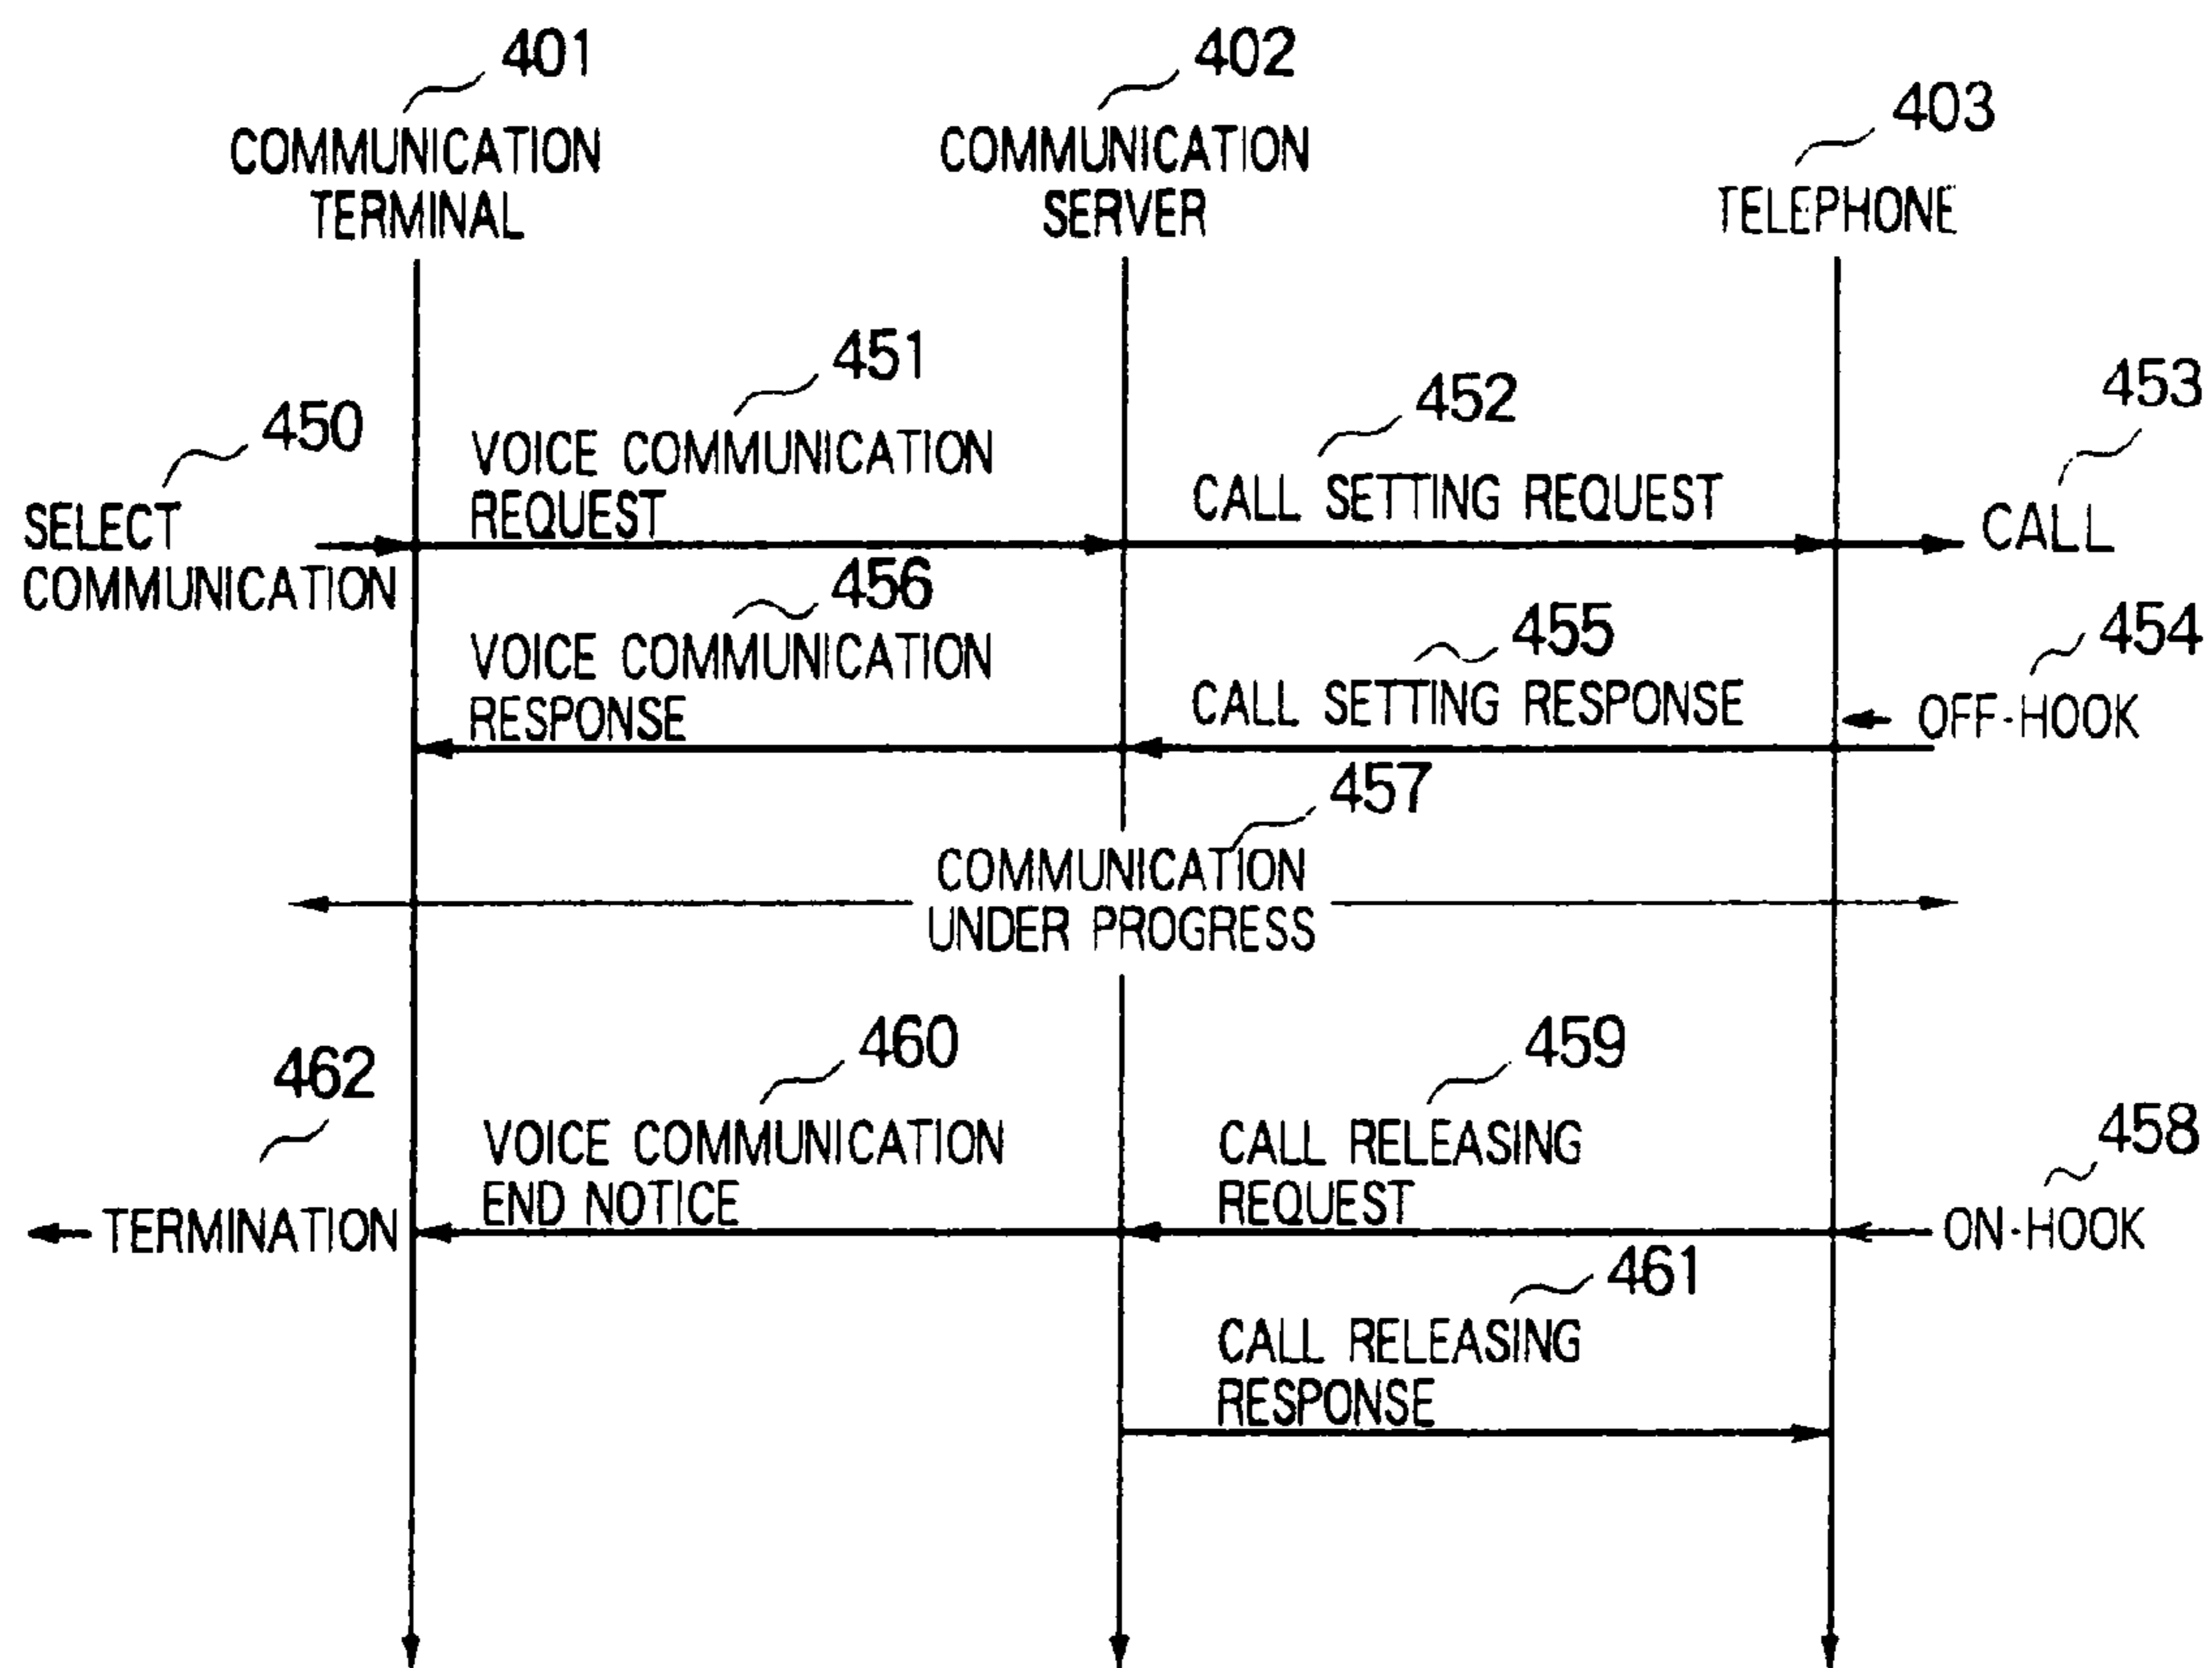 401
402
403
COMMUNICATION
TERMINAL
COMMUNICATION
SERVER
TELEPHONE
451
452
453
450
VOICE COMMUNICATION
REQUEST
CALL SETTING REQUEST
CALL
SELECT
COMMUNICATION
456
455
454
VOICE COMMUNICATION
RESPONSE
CALL SETTING RESPONSE
OFF-HOOK
457
COMMUNICATION
UNDER PROGRESS
462
460
459
458
VOICE COMMUNICATION
END NOTICE
CALL RELEASING
REQUEST
TERMINATION
ON-HOOK
461
CALL RELEASING
RESPONSE